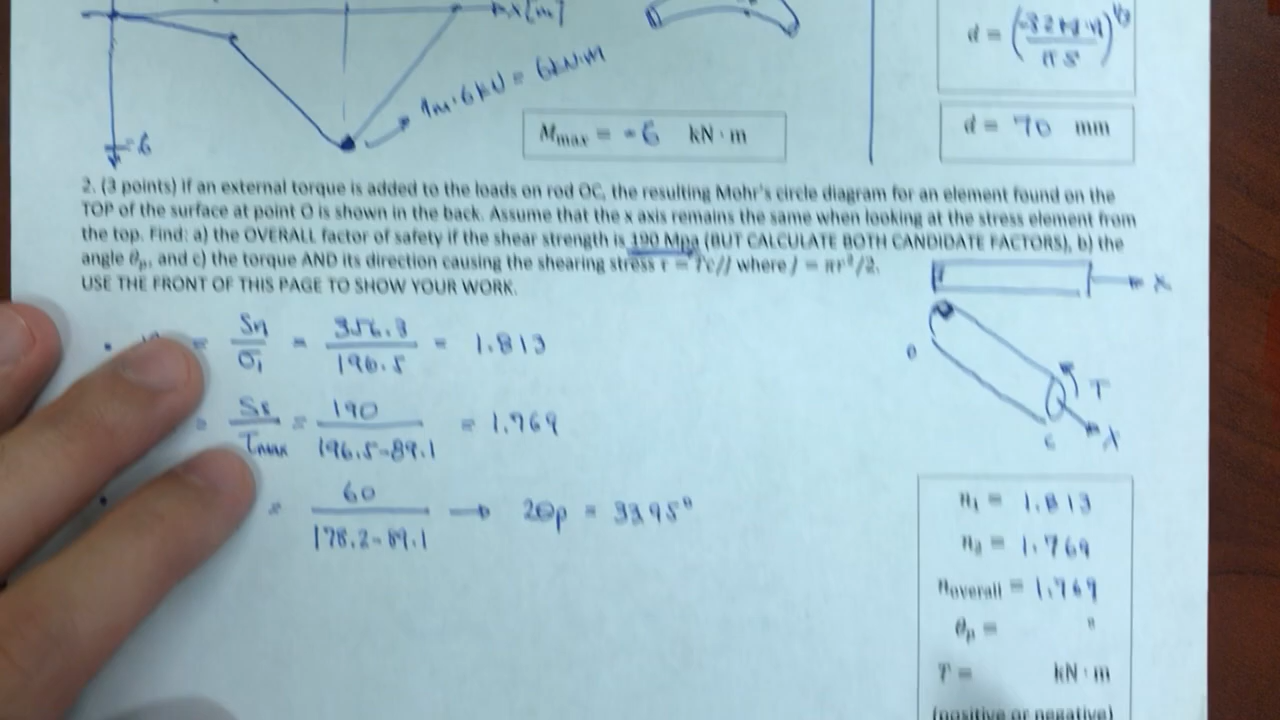 x [m]
1m·6kN = 6kN·m
-6
M_max = -6 kN·m
d = (-32·M/πS)^1/3
d = 70 mm
2. (3 points) If an external torque is added to the loads on rod OC, the resulting Mohr's circle diagram for an element found on the
TOP of the surface at point O is shown in the back. Assume that the x axis remains the same when looking at the stress element from
the top. Find: a) the OVERALL factor of safety if the shear strength is 190 Mpa (BUT CALCULATE BOTH CANDIDATE FACTORS), b) the
angle θp, and c) the torque AND its direction causing the shearing stress τ = Tc/J where J = πr⁴/2.
USE THE FRONT OF THIS PAGE TO SHOW YOUR WORK.
x
= Sn/σ1 = 356.3/196.5 = 1.813
O
T
x
C
= Ss/τmax = 190/(196.5-89.1) = 1.769
= 60/(178.2-89.1) → 2θp = 33.95°
n1 = 1.813
n2 = 1.769
noverall = 1.769
θp = °
T = kN·m
(positive or negative)